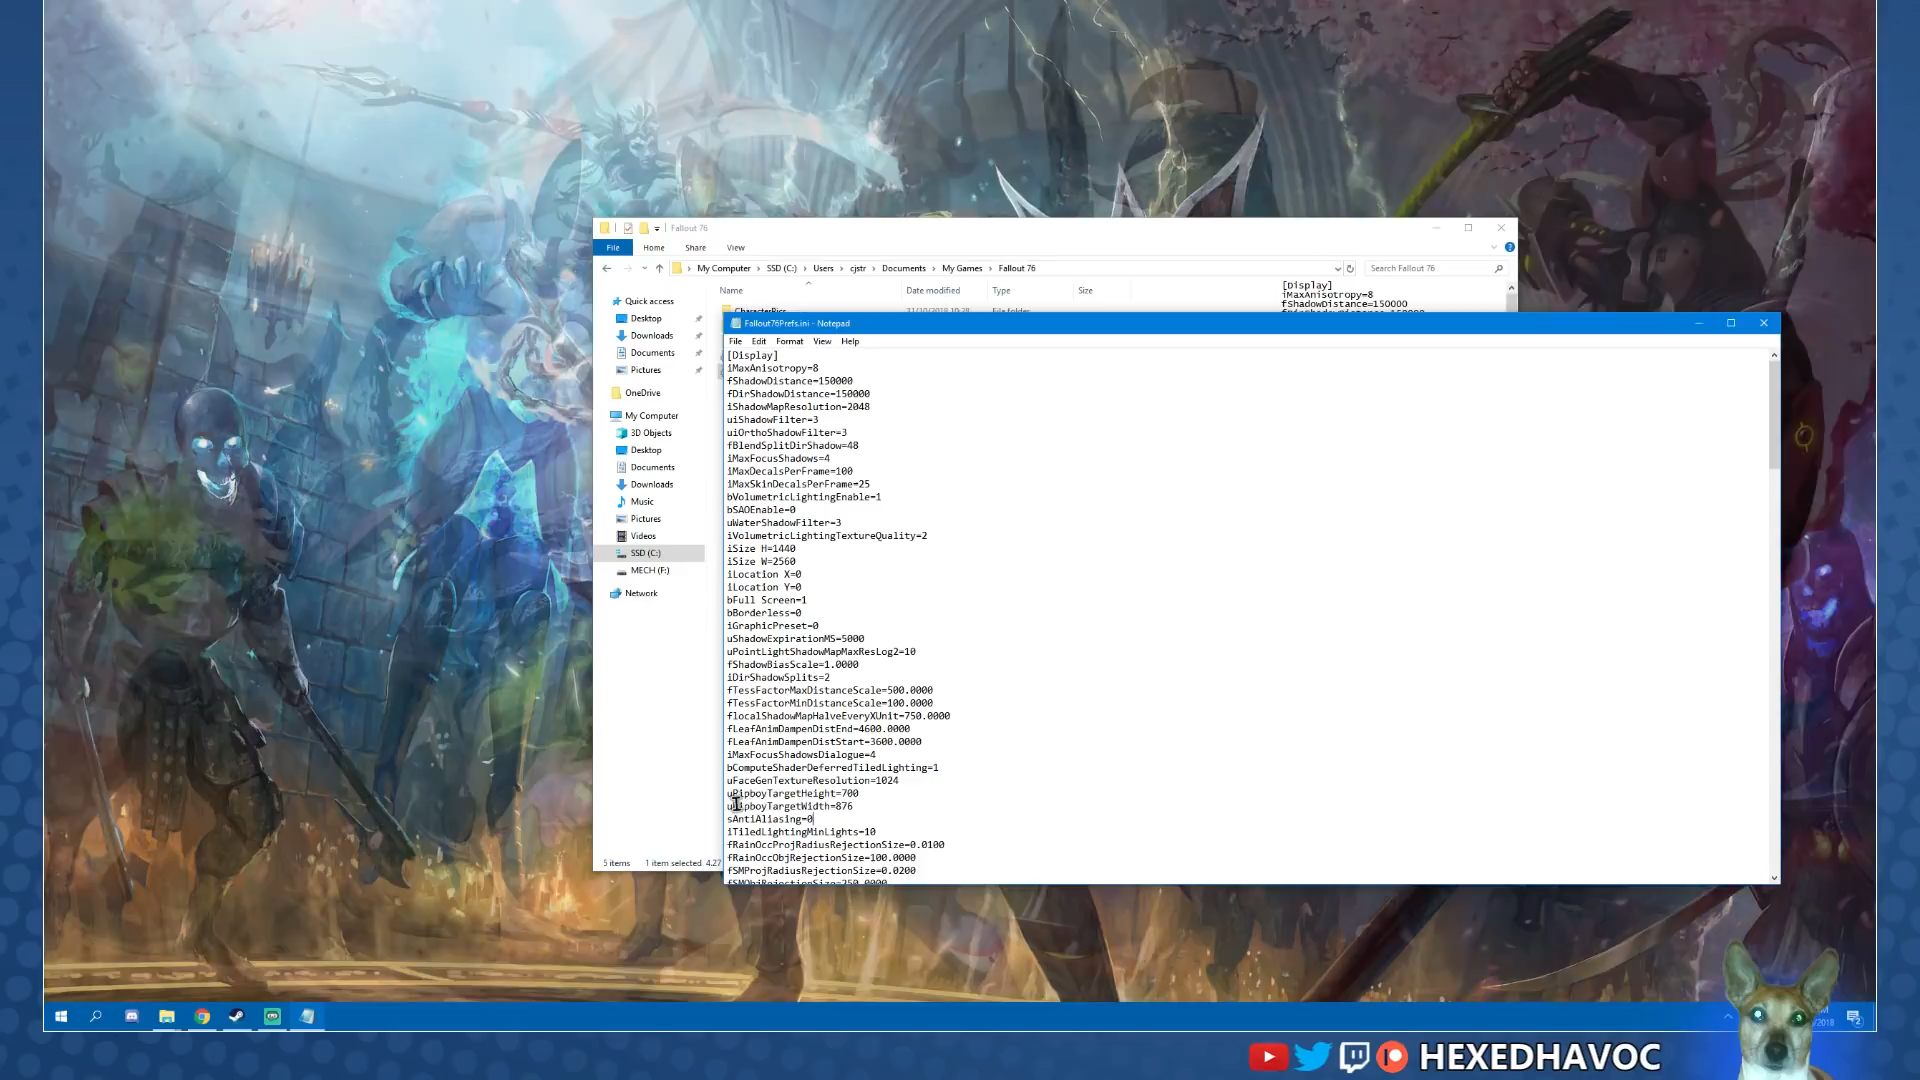 Fallout 76
File Home Share View
My Computer SSD (C:) Users cjstr Documents My Games Fallout 76
Search Fallout 76
Name Date modified Type Size
Quick access
Desktop
Downloads
Documents
Pictures
OneDrive
My Computer
3D Objects
Desktop
Documents
Downloads
Music
Pictures
Videos
SSD (C:)
MECH (F:)
Network
5 items 1 item selected 4,27
CharacterPics File folder
[Display]
iMaxAnisotropy=8
fShadowDistance=150000
Fallout76Prefs.ini - Notepad
File Edit Format View Help
[Display]
iMaxAnisotropy=8
fShadowDistance=150000
fDirShadowDistance=150000
iShadowMapResolution=2048
uiShadowFilter=3
uiOrthoShadowFilter=3
fBlendSplitDirShadow=48
iMaxFocusShadows=4
iMaxDecalsPerFrame=100
iMaxSkinDecalsPerFrame=25
bVolumetricLightingEnable=1
bSAOEnable=0
uWaterShadowFilter=3
iVolumetricLightingTextureQuality=2
iSize H=1440
iSize W=2560
iLocation X=0
iLocation Y=0
bFull Screen=1
bBorderless=0
iGraphicPreset=0
uShadowExpirationMS=5000
uPointLightShadowMapMaxResLog2=10
fShadowBiasScale=1.0000
iDirShadowSplits=2
fTessFactorMaxDistanceScale=500.0000
fTessFactorMinDistanceScale=100.0000
flocalShadowMapHalveEveryXUnit=750.0000
fLeafAnimDampenDistEnd=4600.0000
fLeafAnimDampenDistStart=3600.0000
iMaxFocusShadowsDialogue=4
bComputeShaderDeferredTiledLighting=1
uFaceGenTextureResolution=1024
uPipboyTargetHeight=700
uPipboyTargetWidth=876
sAntiAliasing=0
iTiledLightingMinLights=10
fRainOccProjRadiusRejectionSize=0.0100
fRainOccObjRejectionSize=100.0000
fSMProjRadiusRejectionSize=0.0200
fSMObjRejectionSize=250.0000
HEXEDHAVOC